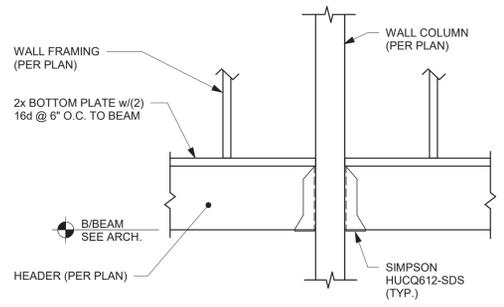 WALL COLUMN
(PER PLAN)
WALL FRAMING
(PER PLAN)
2x BOTTOM PLATE w/(2)
16d @ 6" O.C. TO BEAM
B/BEAM
SEE ARCH.
HEADER (PER PLAN)
SIMPSON
HUCQ612-SDS
(TYP.)